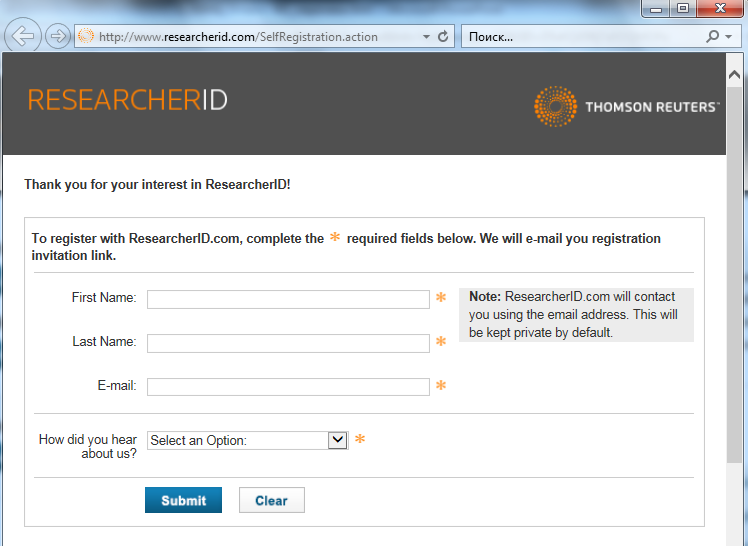 http://www.researcherid.com/SelfRegistration.action
Поиск...
RESEARCHERID
THOMSON REUTERS™
Thank you for your interest in ResearcherID!
To register with ResearcherID.com, complete the * required fields below. We will e-mail you registration
invitation link.
First Name: *
Note: ResearcherID.com will contact
you using the email address. This will
be kept private by default.
Last Name: *
E-mail: *
How did you hear
about us?
Select an Option: *
Submit
Clear